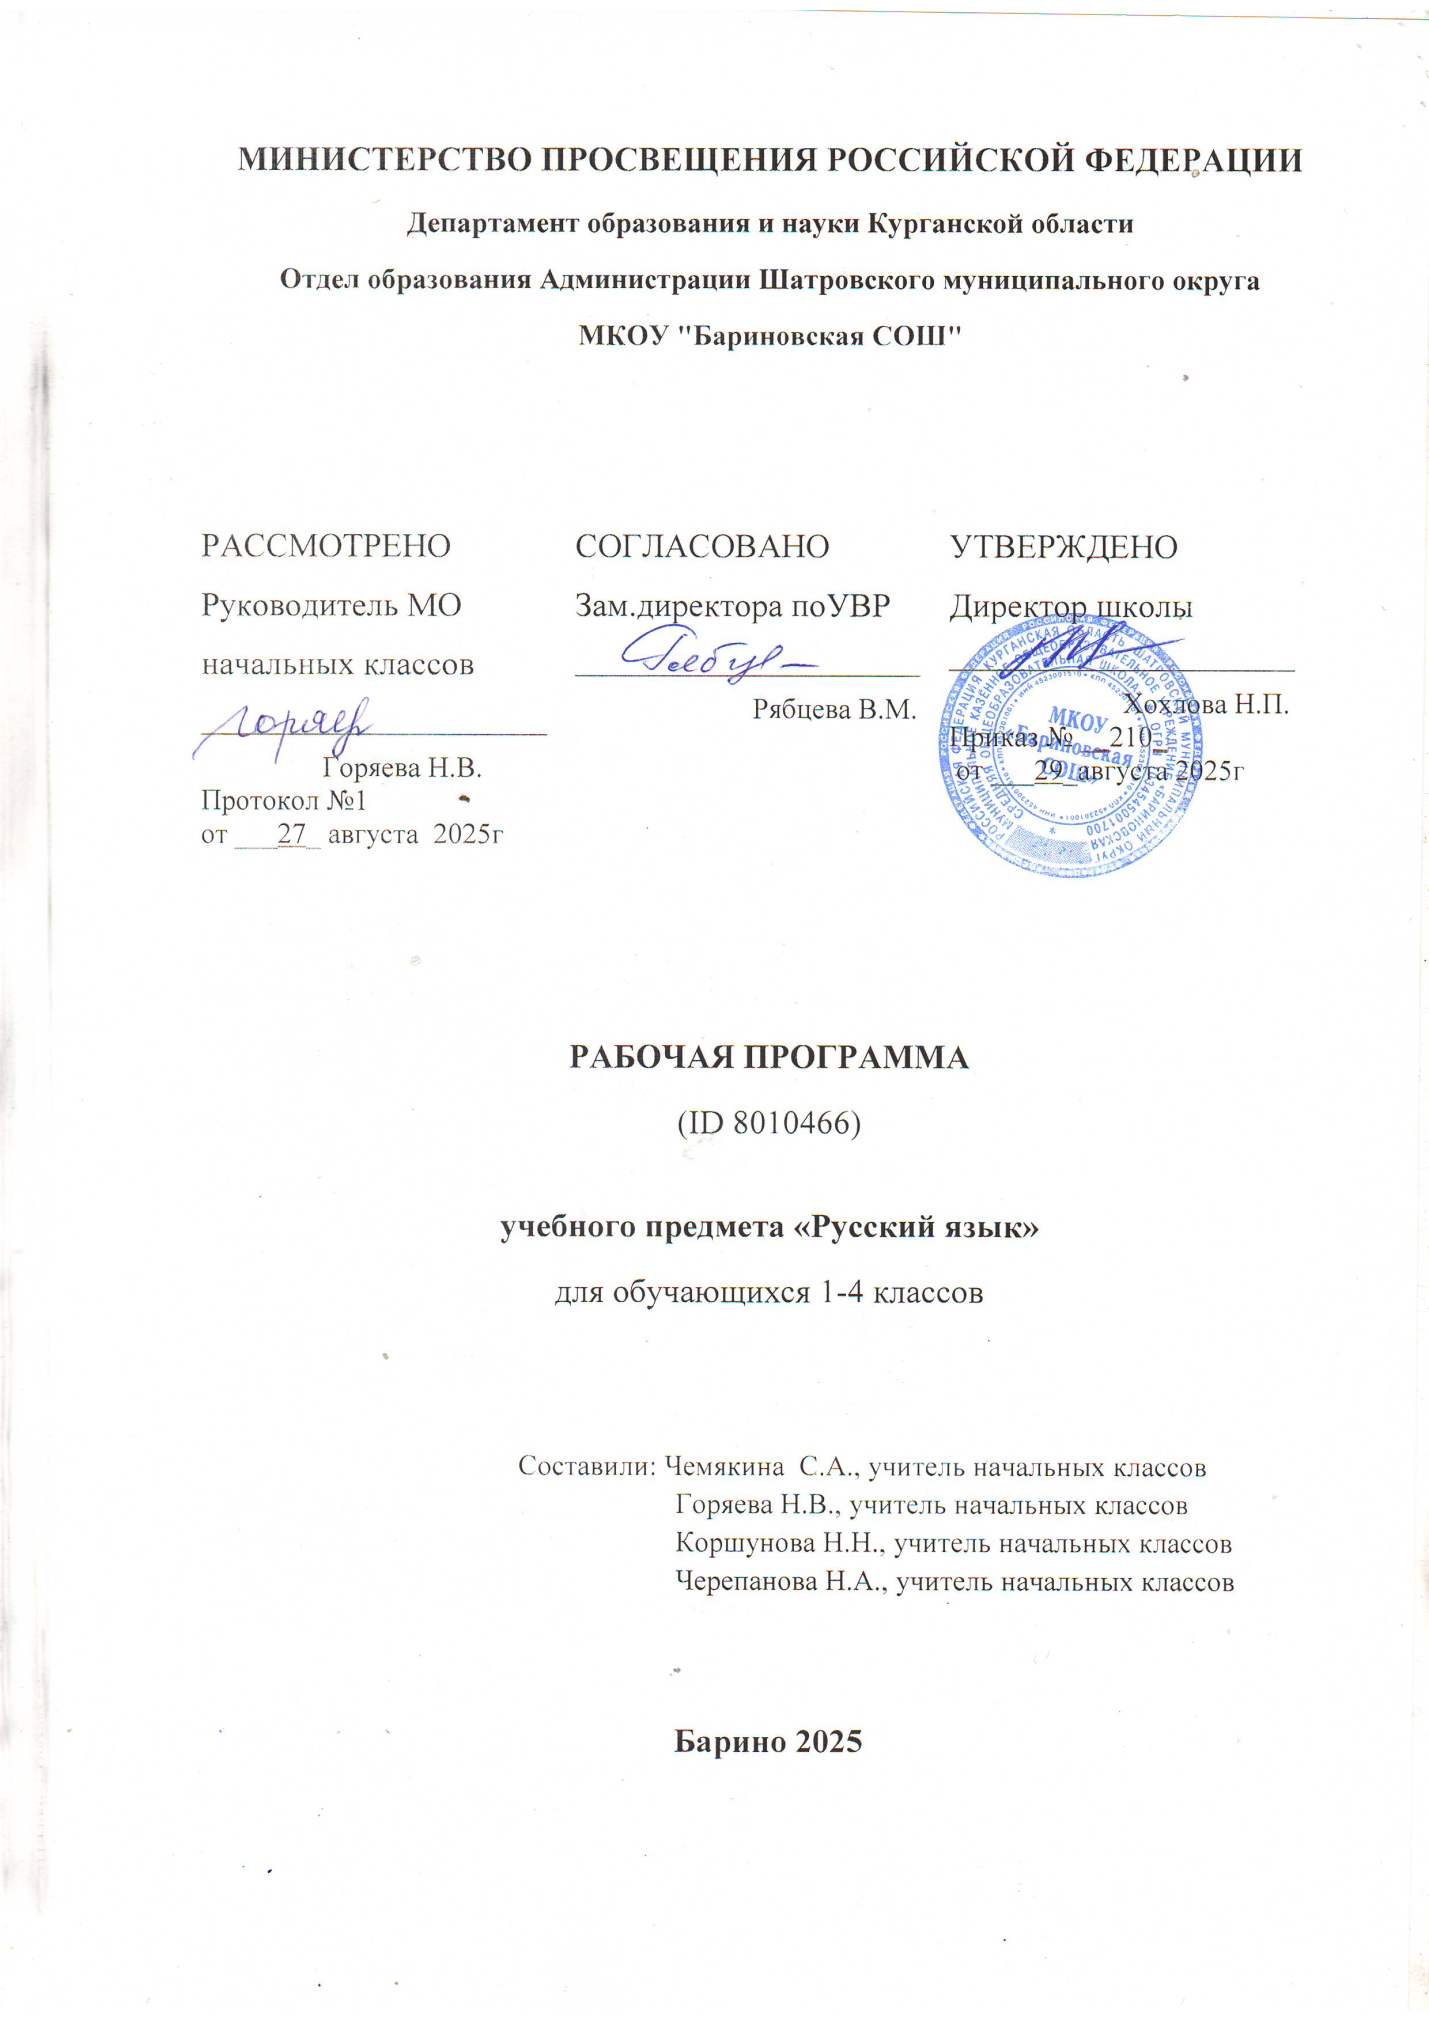 МИНИСТЕРСТВО ПРОСВЕЩЕНИЯ РОССИЙСКОЙ ФЕДЕРАЦИИ
Департамент образования и науки Курганской области
Отдел образования Администрации Шатровского муниципального округа
МКОУ "Бариновская СОШ"
РАССМОТРЕНО
Руководитель МО
начальных классов
Горяева Н.В.
Протокол №1
от ___27_ августа 2025г
СОГЛАСОВАНО
Зам.директора поУВР
Рябцева В.М.
УТВЕРЖДЕНО
Директор школы
Хохлова Н.П.
Приказ № __210_
от ___29_ августа 2025г
МКОУ
Бариновская
СОШ
РАБОЧАЯ ПРОГРАММА
(ID 8010466)
учебного предмета «Русский язык»
для обучающихся 1-4 классов
Составили: Чемякина С.А., учитель начальных классов
Горяева Н.В., учитель начальных классов
Коршунова Н.Н., учитель начальных классов
Черепанова Н.А., учитель начальных классов
Барино 2025